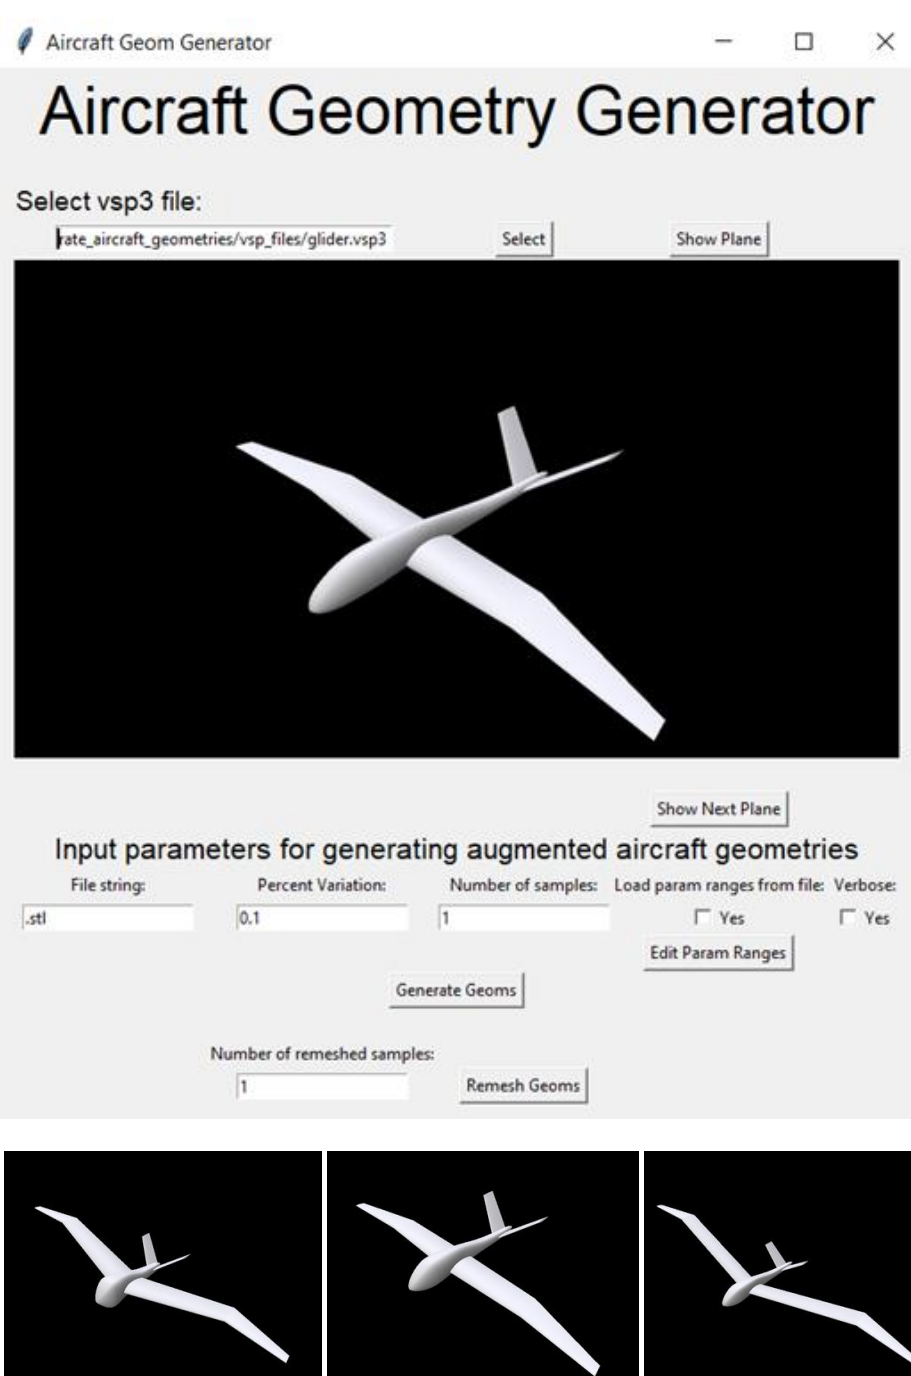 Aircraft Geom Generator
Aircraft Geometry Generator
Select vsp3 file:
rate_aircraft_geometries/vsp_files/glider.vsp3 Select Show Plane
Show Next Plane
Input parameters for generating augmented aircraft geometries
File string: Percent Variation: Number of samples: Load param ranges from file: Verbose:
.stl 0.1 1 Yes Yes
Edit Param Ranges
Generate Geoms
Number of remeshed samples:
1 Remesh Geoms